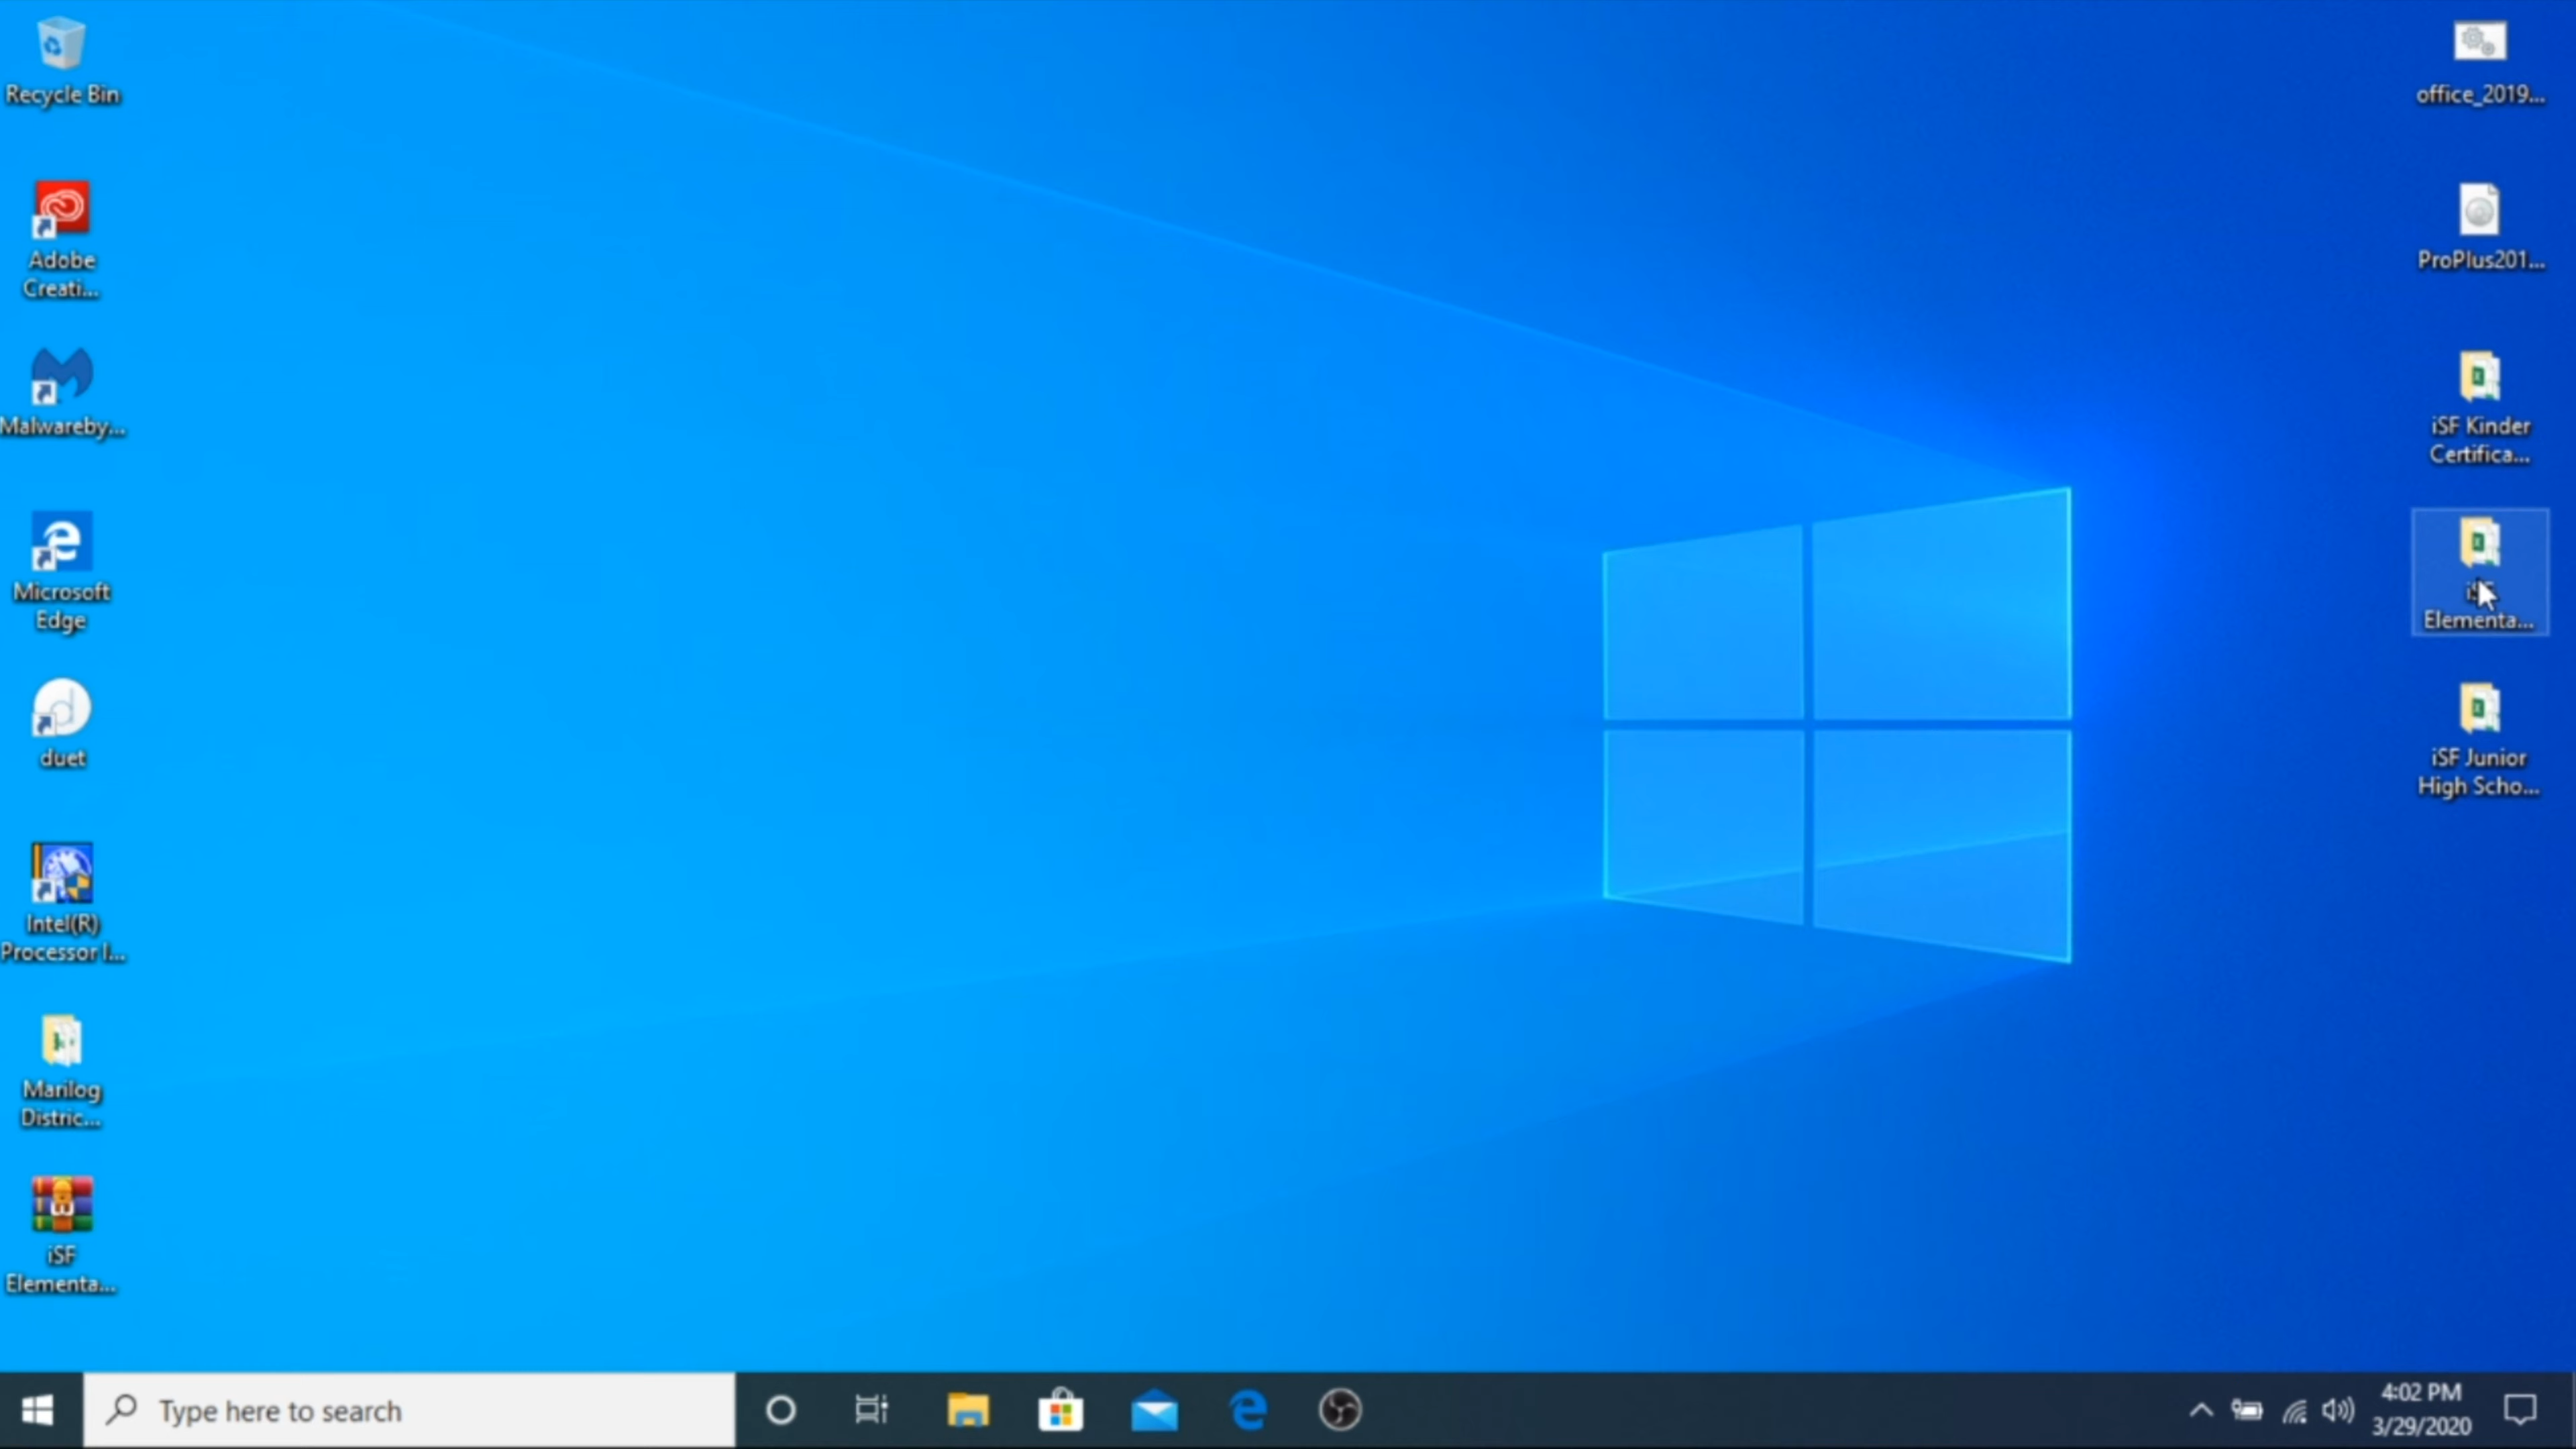 Recycle Bin
Adobe
Creati...
Malwareby...
Microsoft
Edge
duet
Intel(R)
Processor I...
Marilog
Distric...
iSF
Elementa...
office_2019...
ProPlus201...
iSF Kinder
Certifica...
Elementa...
iSF Junior
High Scho...
Type here to search
4:02 PM
3/29/2020